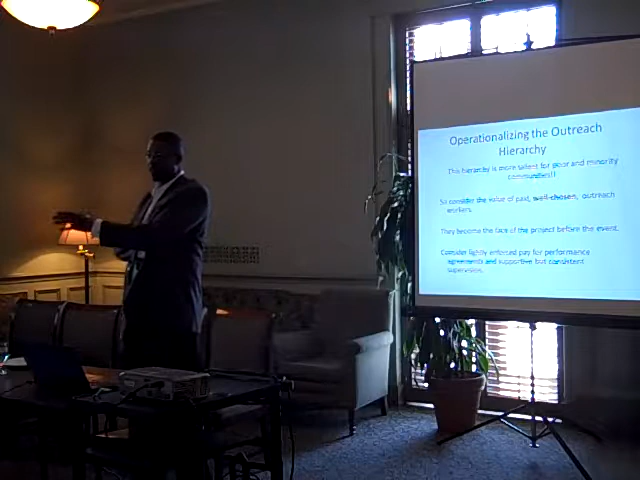 Operationalizing the Outreach
Hierarchy
This hierarchy is more salient for poor and minority
communities!!
So consider the value of paid, well-chosen, outreach
workers.
They become the face of the project before the event.
Consider lightly enforced pay for performance
agreements and supportive but consistent
supervision.